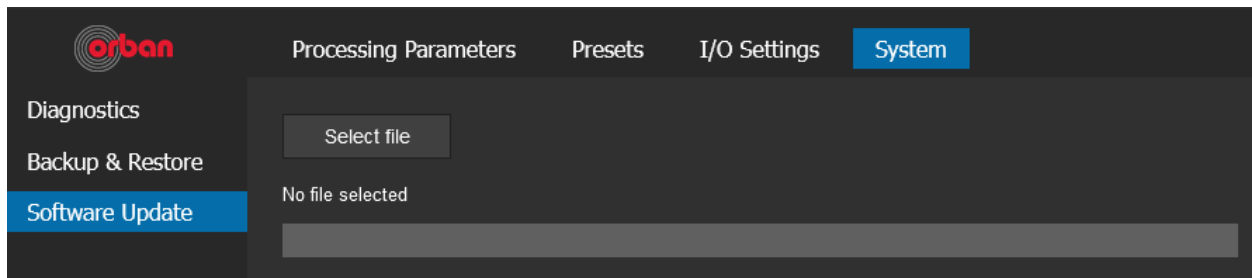 orban
Processing Parameters
Presets
I/O Settings
System
Diagnostics
Backup & Restore
Software Update
Select file
No file selected